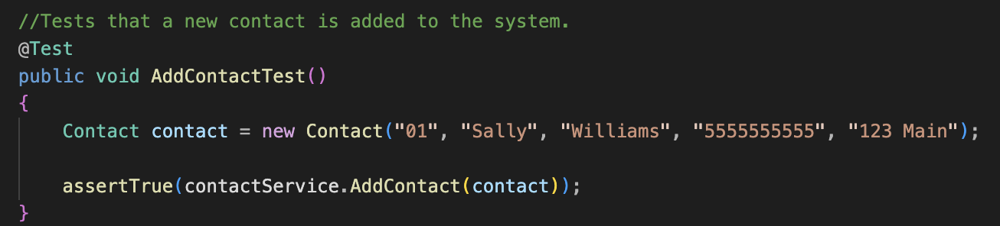 //Tests that a new contact is added to the system.
@Test
public void AddContactTest()
{
    Contact contact = new Contact("01", "Sally", "Williams", "5555555555", "123 Main");
    assertTrue(contactService.AddContact(contact));
}